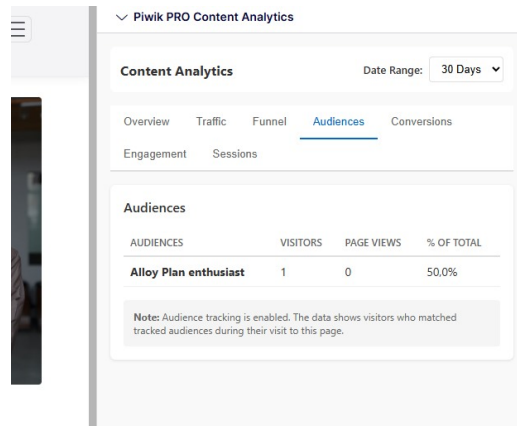 Piwik PRO Content Analytics
Content Analytics
Date Range: 30 Days
Overview Traffic Funnel Audiences Conversions
Engagement Sessions
Audiences
AUDIENCES VISITORS PAGE VIEWS % OF TOTAL
Alloy Plan enthusiast 1 0 50,0%
Note: Audience tracking is enabled. The data shows visitors who matched
tracked audiences during their visit to this page.